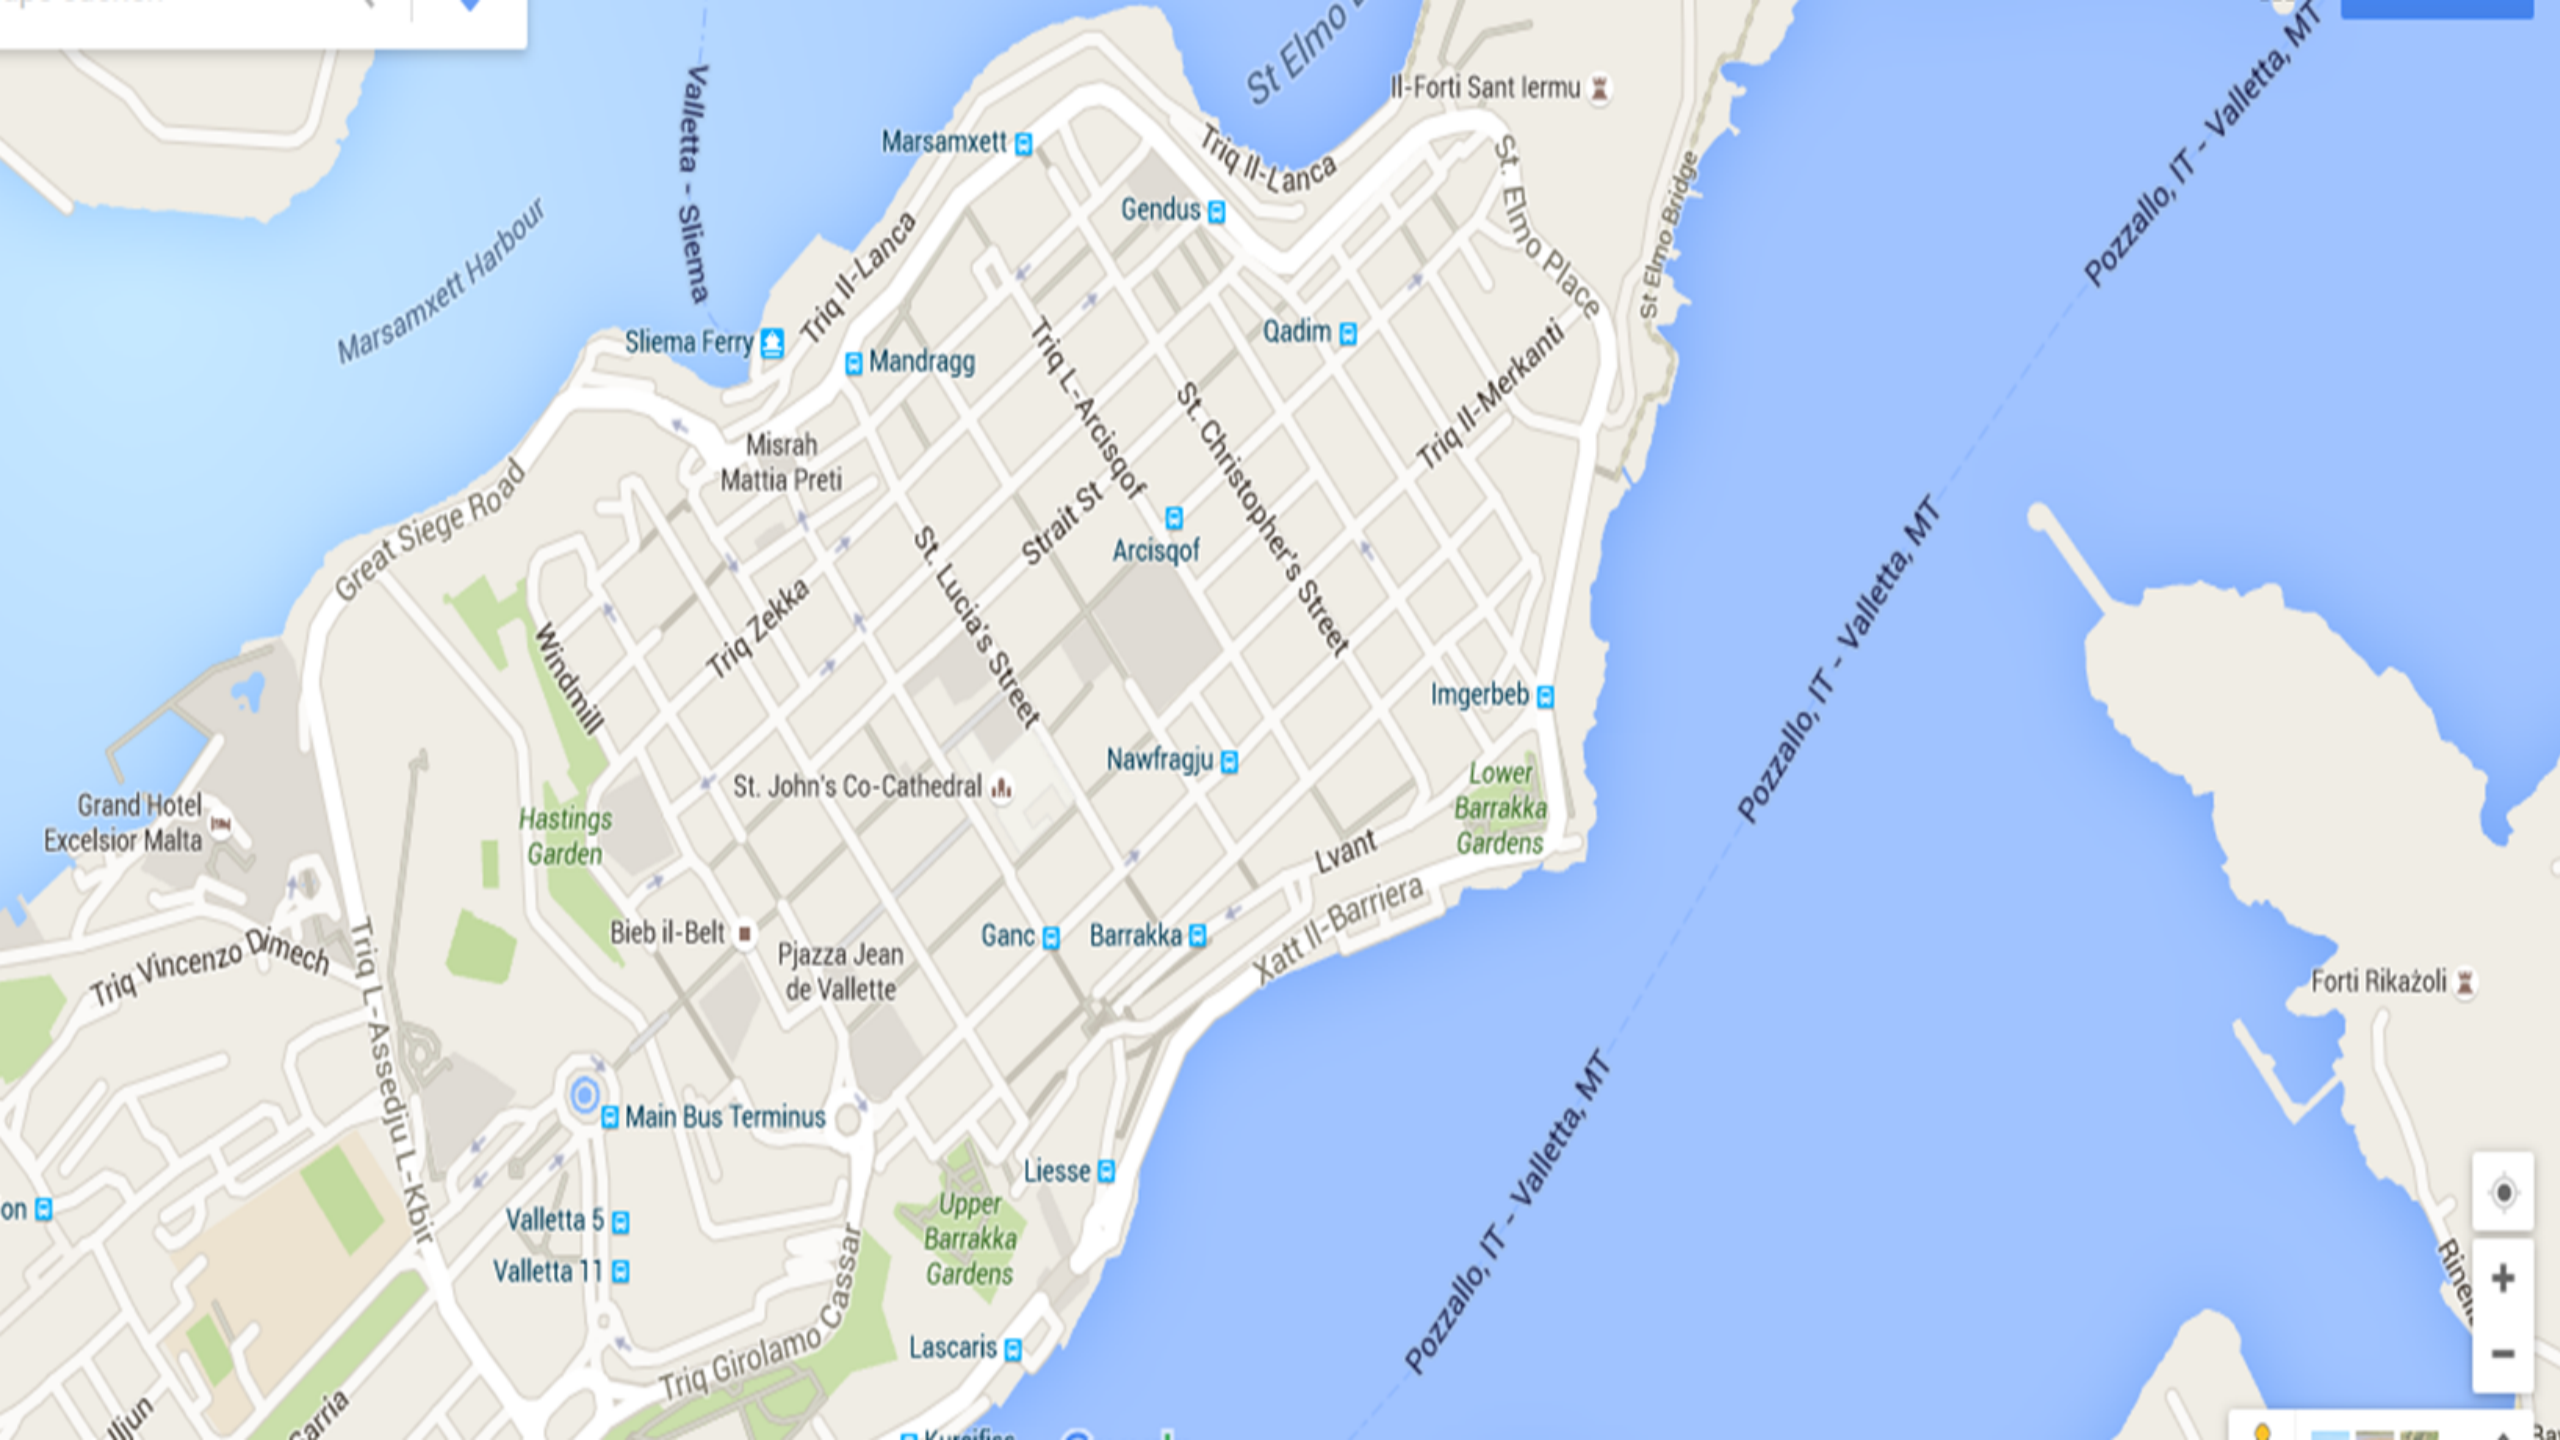 St Elmo
Il-Forti Sant Iermu
Pozzallo, IT - Valletta, MT
Valletta - Sliema
Marsamxett
Triq Il-Lanca
St. Elmo Place
St Elmo Bridge
Gendus
Marsamxett Harbour
Triq Il-Lanca
Sliema Ferry
Mandragg
Qadim
Triq L-Arcisqof
Triq Il-Merkanti
St. Christopher's Street
Misrah
Mattia Preti
Great Siege Road
Strait St
Arcisqof
St. Lucia's Street
Pozzallo, IT - Valletta, MT
Triq Zekka
Windmill
Imgerbeb
Nawfragju
St. John's Co-Cathedral
Lower
Barrakka
Gardens
Grand Hotel
Excelsior Malta
Hastings
Garden
Lvant
Xatt Il-Barriera
Bieb il-Belt
Ganc
Barrakka
Pjazza Jean
de Vallette
Triq Vincenzo Dimech
Triq L-Assedju L-Kbir
Forti Rikażoli
Main Bus Terminus
Liesse
Upper
Barrakka
Gardens
Valletta 5
Valletta 11
Pozzallo, IT - Valletta, MT
Triq Girolamo Cassar
Lascaris